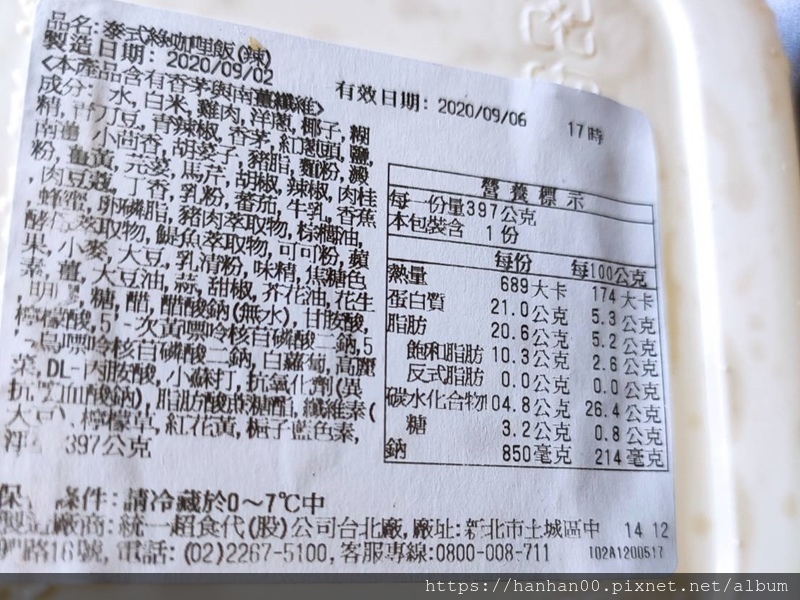 品名: 泰式綠咖哩飯(辣)
製造日期: 2020/09/02
有效日期: 2020/09/06 17時
<本產品含有香茅與南薑纖維>
成分: 水, 白米, 雞肉, 洋蔥, 椰子, 糊
精, 青刀豆, 青辣椒, 香茅, 紅蔥頭, 鹽,
南薑, 小茴香, 胡荽子, 豬脂, 麵粉, 澱
粉, 薑黃, 芫荽, 馬芹, 胡椒, 辣椒, 肉桂
, 肉豆蔻, 丁香, 乳粉, 番茄, 牛乳, 香蕉
, 蜂蜜, 卵磷脂, 豬肉萃取物, 棕櫚油,
酵母萃取物, 鯷魚萃取物, 可可粉, 蘋
果, 小麥, 大豆, 乳清粉, 味精, 焦糖色
素, 薑, 大豆油, 蒜, 甜椒, 芥花油, 花生
, 明膠, 糖, 醋, 醋酸鈉(無水), 甘胺酸,
檸檬酸, 5'-次黃嘌呤核苷磷酸二鈉, 5
'-鳥嘌呤核苷磷酸二鈉, 白蘿蔔, 高麗
菜, DL-丙胺酸, 小蘇打, 抗氧化劑(異
抗壞血酸鈉), 脂肪酸蔗糖酯, 纖維素(
大豆), 檸檬草, 紅花黃, 梔子藍色素,
淨重 397公克
營養標示
每一份量397公克
本包裝含 1 份
每份 每100公克
熱量 689大卡 174大卡
蛋白質 21.0公克 5.3公克
脂肪 20.6公克 5.2公克
飽和脂肪 10.3公克 2.6公克
反式脂肪 0.0公克 0.0公克
碳水化合物104.8公克 26.4公克
糖 3.2公克 0.8公克
鈉 850毫克 214毫克
保存條件: 請冷藏於0～7℃中
製造廠商: 統一超食代(股)公司台北廠, 廠址: 新北市土城區中 14 12
路16號, 電話: (02)2267-5100, 客服專線:0800-008-711 102A1200517
https://hanhan00.pixnet.net/album